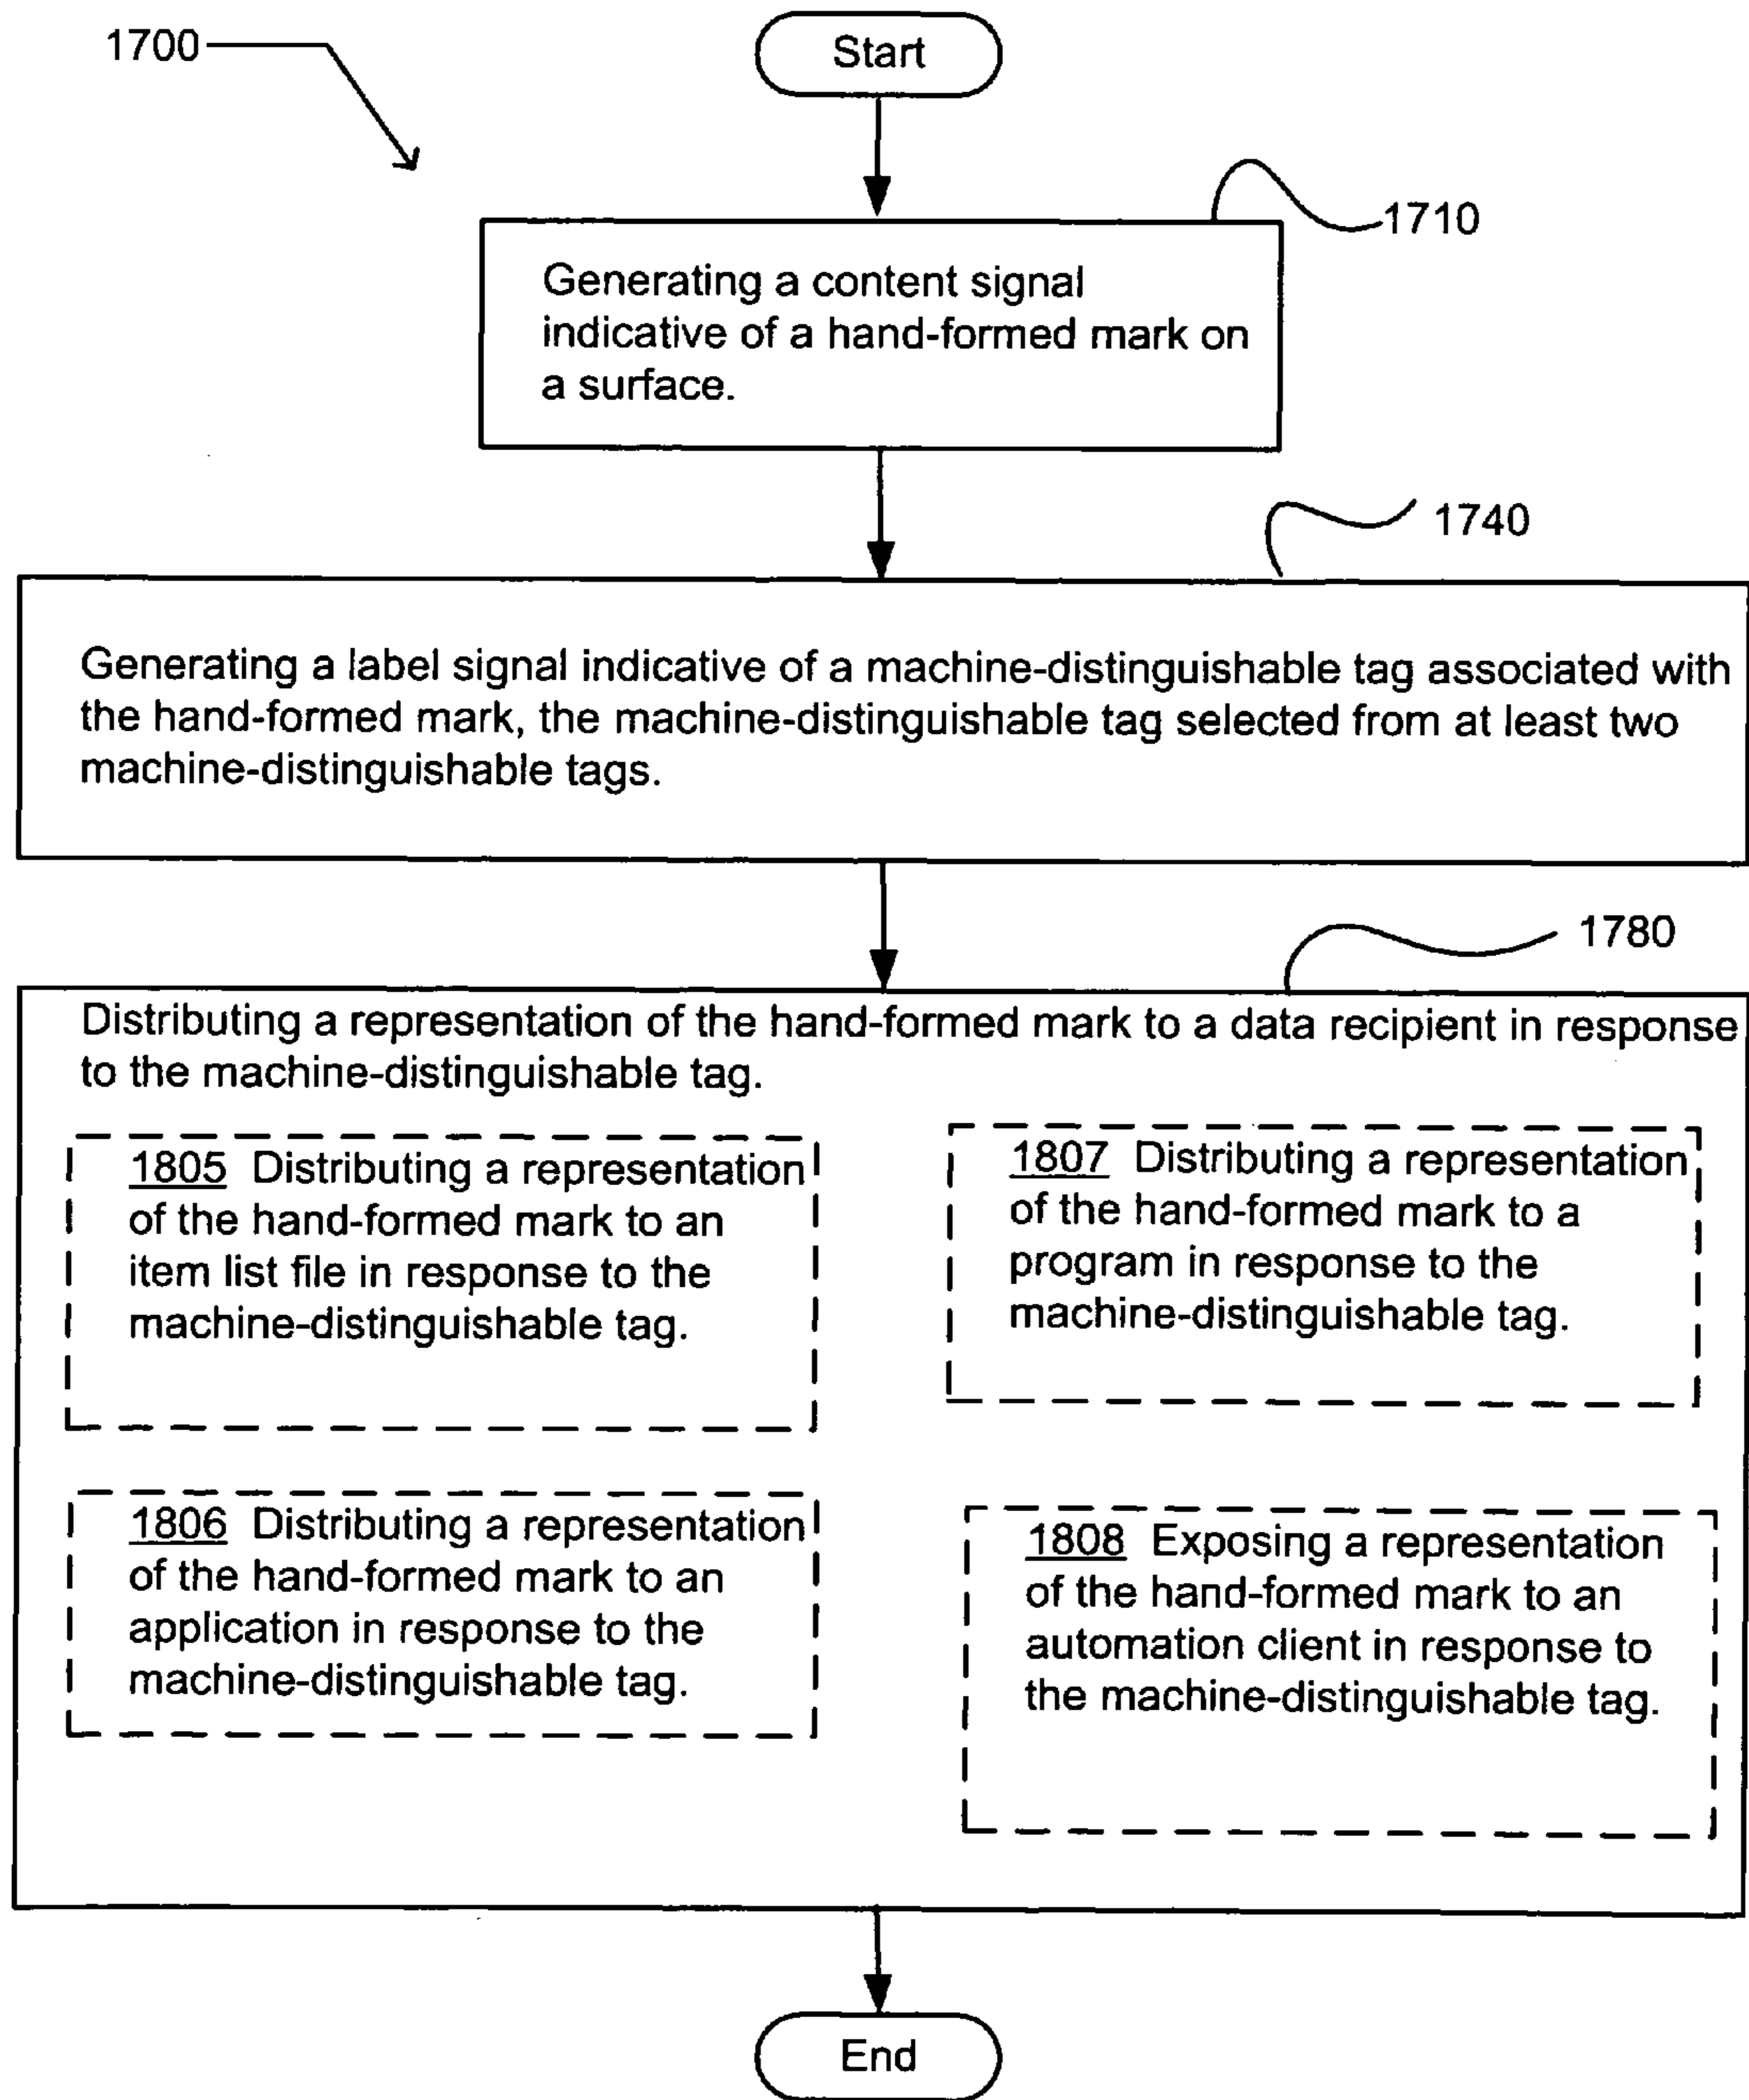 1700
Start
1710
Generating a content signal
indicative of a hand-formed mark on
a surface.
1740
Generating a label signal indicative of a machine-distinguishable tag associated with
the hand-formed mark, the machine-distinguishable tag selected from at least two
machine-distinguishable tags.
1780
Distributing a representation of the hand-formed mark to a data recipient in response
to the machine-distinguishable tag.
1805 Distributing a representation
of the hand-formed mark to an
item list file in response to the
machine-distinguishable tag.
1807 Distributing a representation
of the hand-formed mark to a
program in response to the
machine-distinguishable tag.
1806 Distributing a representation
of the hand-formed mark to an
application in response to the
machine-distinguishable tag.
1808 Exposing a representation
of the hand-formed mark to an
automation client in response to
the machine-distinguishable tag.
End